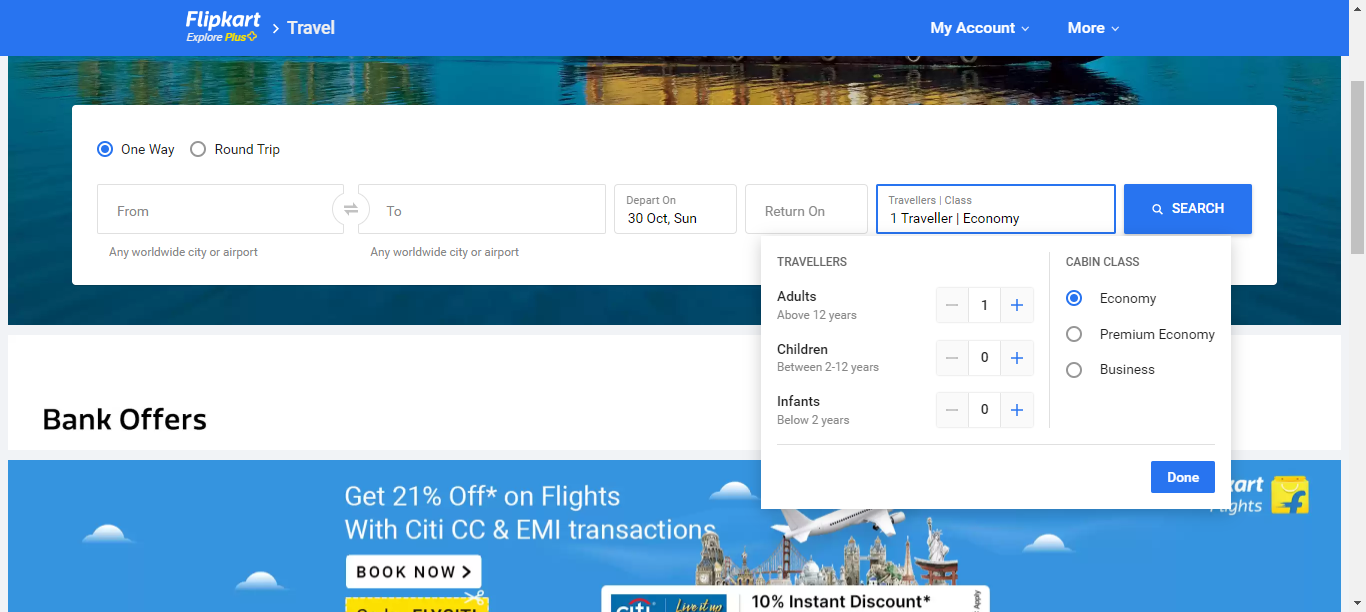 Flipkart
Explore Plus
Travel
My Account
More
One Way
Round Trip
From
To
Depart On
30 Oct, Sun
Return On
Travellers | Class
1 Traveller | Economy
SEARCH
Any worldwide city or airport
Any worldwide city or airport
TRAVELLERS
Adults
Above 12 years
1
Children
Between 2-12 years
0
Infants
Below 2 years
0
CABIN CLASS
Economy
Premium Economy
Business
Done
Bank Offers
Get 21% Off* on Flights
With Citi CC & EMI transactions
BOOK NOW
kart
lights
citi
Live it up
10% Instant Discount*
Apply